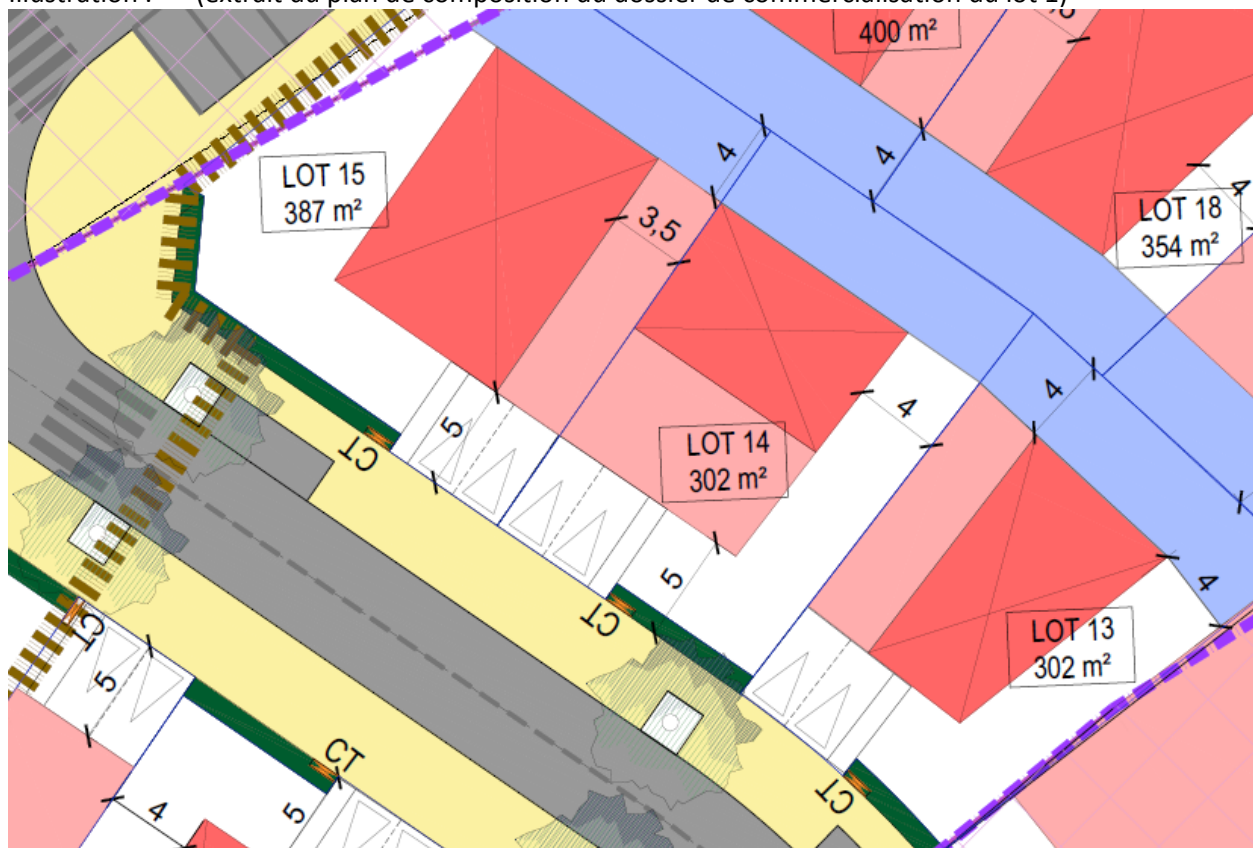 Illustration : (extrait du plan de composition du dossier de commercialisation du lot 1)
400 m²
LOT 15
387 m²
4
4
3,5
4
LOT 18
354 m²
5
LOT 14
302 m²
4
4
CT
5
CT
4
LOT 13
302 m²
CT
5
CT
CT
4
5